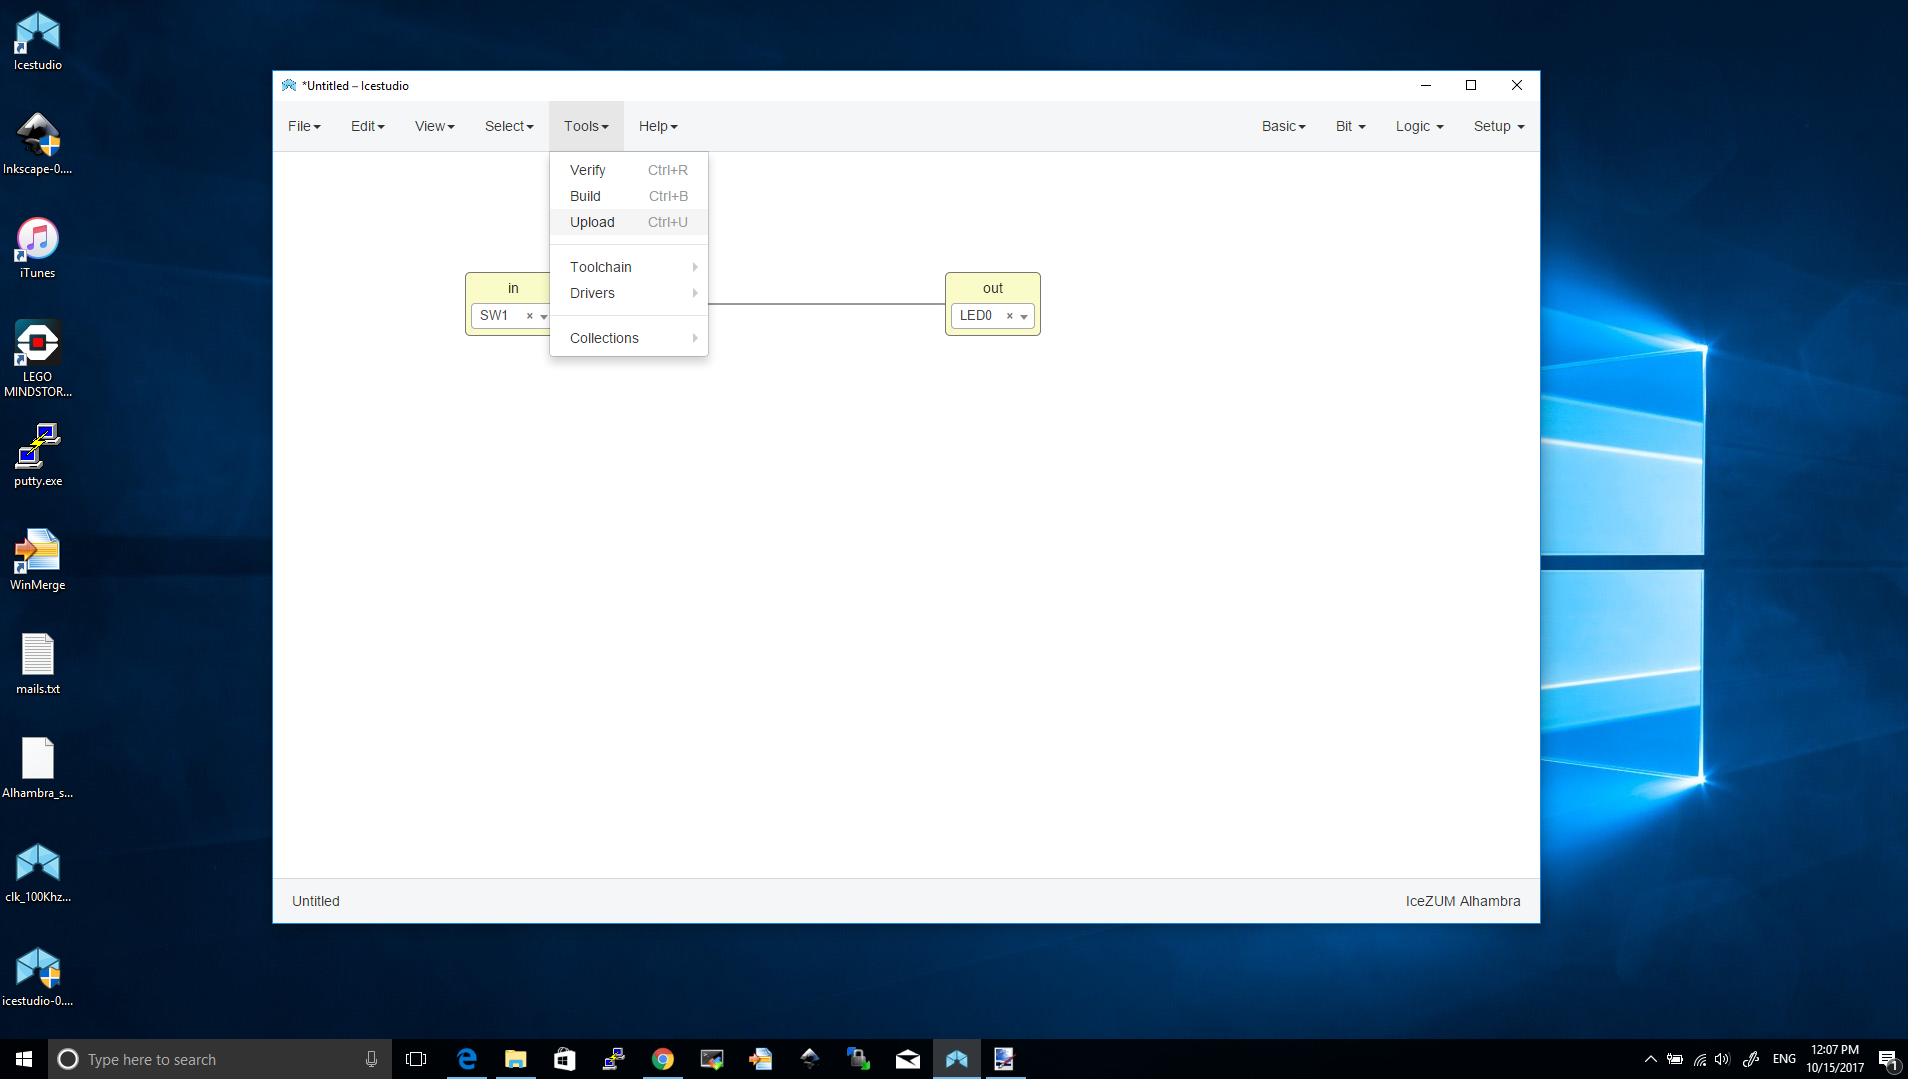 Icestudio
Inkscape-0....
iTunes
LEGO
MINDSTOR...
putty.exe
WinMerge
mails.txt
Alhambra_s...
clk_100Khz...
icestudio-0....
*Untitled – Icestudio
File Edit View Select Tools Help Basic Bit Logic Setup
Verify Ctrl+R
Build Ctrl+B
Upload Ctrl+U
Toolchain
Drivers
Collections
in
SW1 ×
out
LED0 ×
Untitled IceZUM Alhambra
Type here to search
ENG
12:07 PM
10/15/2017
1